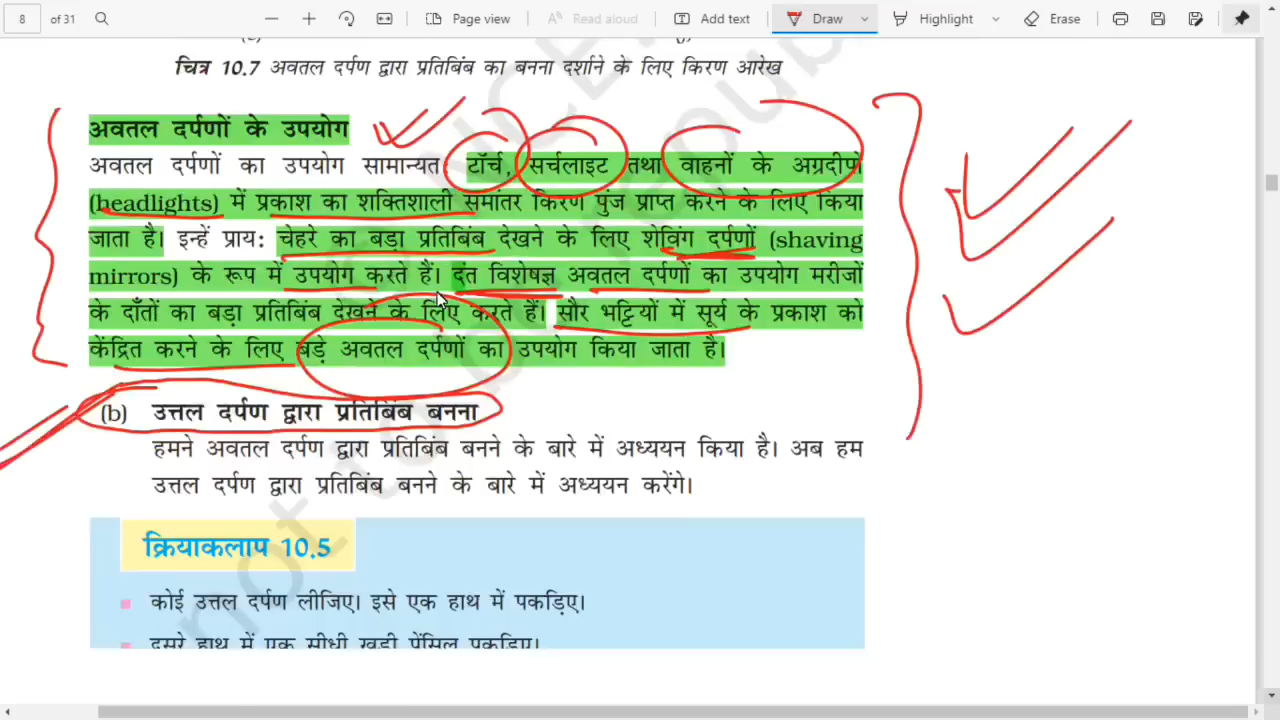 8 of 31 Page view Read aloud Add text Draw Highlight Erase
चित्र 10.7 अवतल दर्पण द्वारा प्रतिबिंब का बनना दर्शाने के लिए किरण आरेख
अवतल दर्पणों के उपयोग
अवतल दर्पणों का उपयोग सामान्यतः टॉर्च, सर्चलाइट तथा वाहनों के अग्रदीपों
(headlights) में प्रकाश का शक्तिशाली समांतर किरण पुंज प्राप्त करने के लिए किया
जाता है। इन्हें प्रायः चेहरे का बड़ा प्रतिबिंब देखने के लिए शेविंग दर्पणों (shaving
mirrors) के रूप में उपयोग करते हैं। दंत विशेषज्ञ अवतल दर्पणों का उपयोग मरीजों
के दाँतों का बड़ा प्रतिबिंब देखने के लिए करते हैं। सौर भट्टियों में सूर्य के प्रकाश को
केंद्रित करने के लिए बड़े अवतल दर्पणों का उपयोग किया जाता है।
(b) उत्तल दर्पण द्वारा प्रतिबिंब बनना
हमने अवतल दर्पण द्वारा प्रतिबिंब बनने के बारे में अध्ययन किया है। अब हम
उत्तल दर्पण द्वारा प्रतिबिंब बनने के बारे में अध्ययन करेंगे।
क्रियाकलाप 10.5
कोई उत्तल दर्पण लीजिए। इसे एक हाथ में पकड़िए।
दूसरे हाथ में एक सीधी खड़ी पेंसिल पकड़िए।